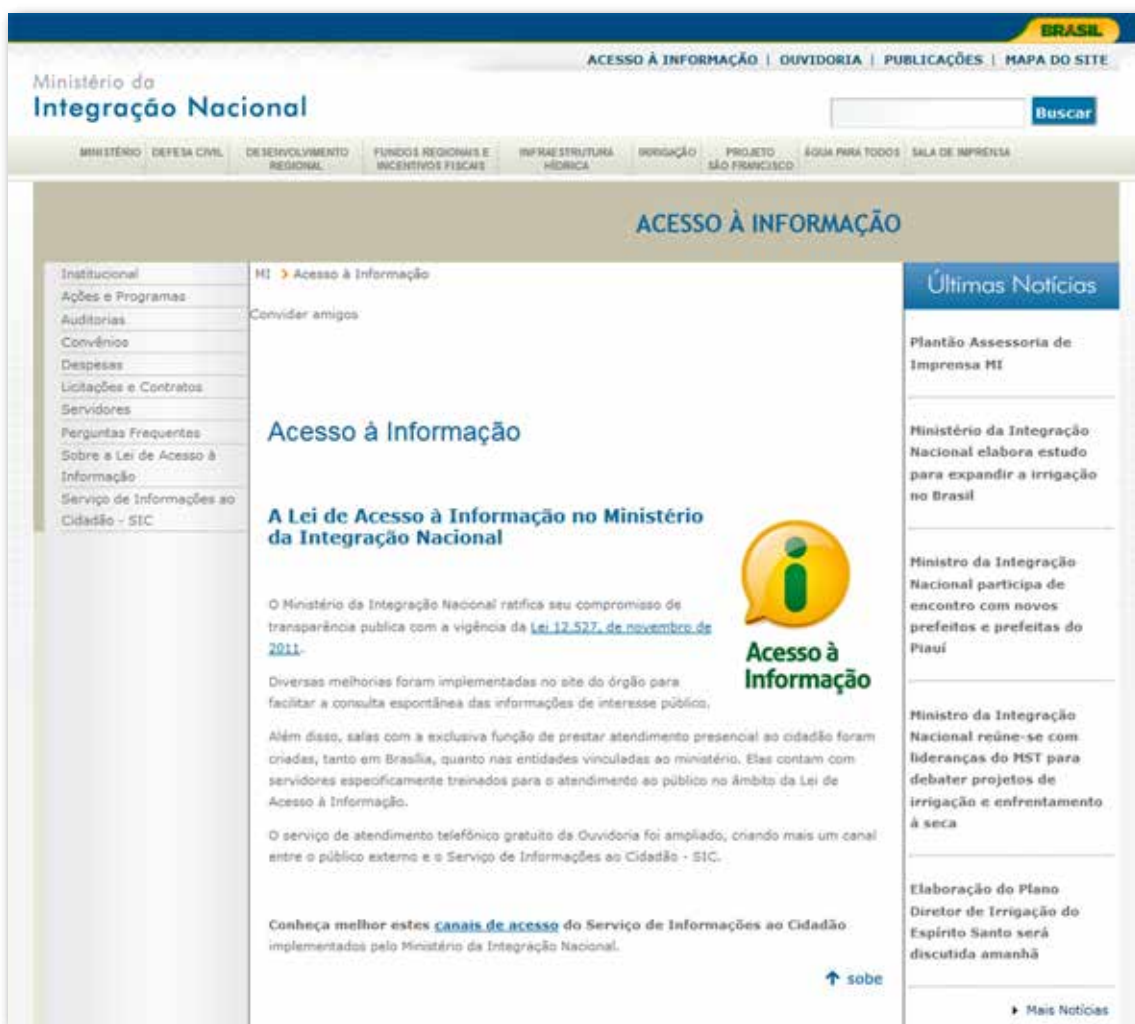 BRASIL
ACESSO À INFORMAÇÃO | OUVIDORIA | PUBLICAÇÕES | MAPA DO SITE
Ministério da
Integração Nacional
Buscar
MINISTÉRIO
DEFESA CIVIL
DESENVOLVIMENTO
REGIONAL
FUNDOS REGIONAIS E
INCENTIVOS FISCAIS
INFRAESTRUTURA
HÍDRICA
IRRIGAÇÃO
PROJETO
SÃO FRANCISCO
ÁGUA PARA TODOS
SALA DE IMPRENSA
ACESSO À INFORMAÇÃO
Institucional
Ações e Programas
Auditorias
Convênios
Despesas
Licitações e Contratos
Servidores
Perguntas Frequentes
Sobre a Lei de Acesso à
Informação
Serviço de Informações ao
Cidadão - SIC
MI > Acesso à Informação
Convidar amigos
Acesso à Informação
A Lei de Acesso à Informação no Ministério
da Integração Nacional
O Ministério da Integração Nacional ratifica seu compromisso de
transparência publica com a vigência da Lei 12.527, de novembro de
2011.
Diversas melhorias foram implementadas no site do órgão para
facilitar a consulta espontânea das informações de interesse público.
Acesso à
Informação
Além disso, salas com a exclusiva função de prestar atendimento presencial ao cidadão foram
criadas, tanto em Brasília, quanto nas entidades vinculadas ao ministério. Elas contam com
servidores especificamente treinados para o atendimento ao público no âmbito da Lei de
Acesso à Informação.
O serviço de atendimento telefônico gratuito da Ouvidoria foi ampliado, criando mais um canal
entre o público externo e o Serviço de Informações ao Cidadão - SIC.
Conheça melhor estes canais de acesso do Serviço de Informações ao Cidadão
implementados pelo Ministério da Integração Nacional.
sobe
Últimas Notícias
Plantão Assessoria de
Imprensa MI
Ministério da Integração
Nacional elabora estudo
para expandir a irrigação
no Brasil
Ministro da Integração
Nacional participa de
encontro com novos
prefeitos e prefeitas do
Piauí
Ministro da Integração
Nacional reúne-se com
lideranças do MST para
debater projetos de
irrigação e enfrentamento
à seca
Elaboração do Plano
Diretor de Irrigação do
Espírito Santo será
discutida amanhã
Mais Notícias